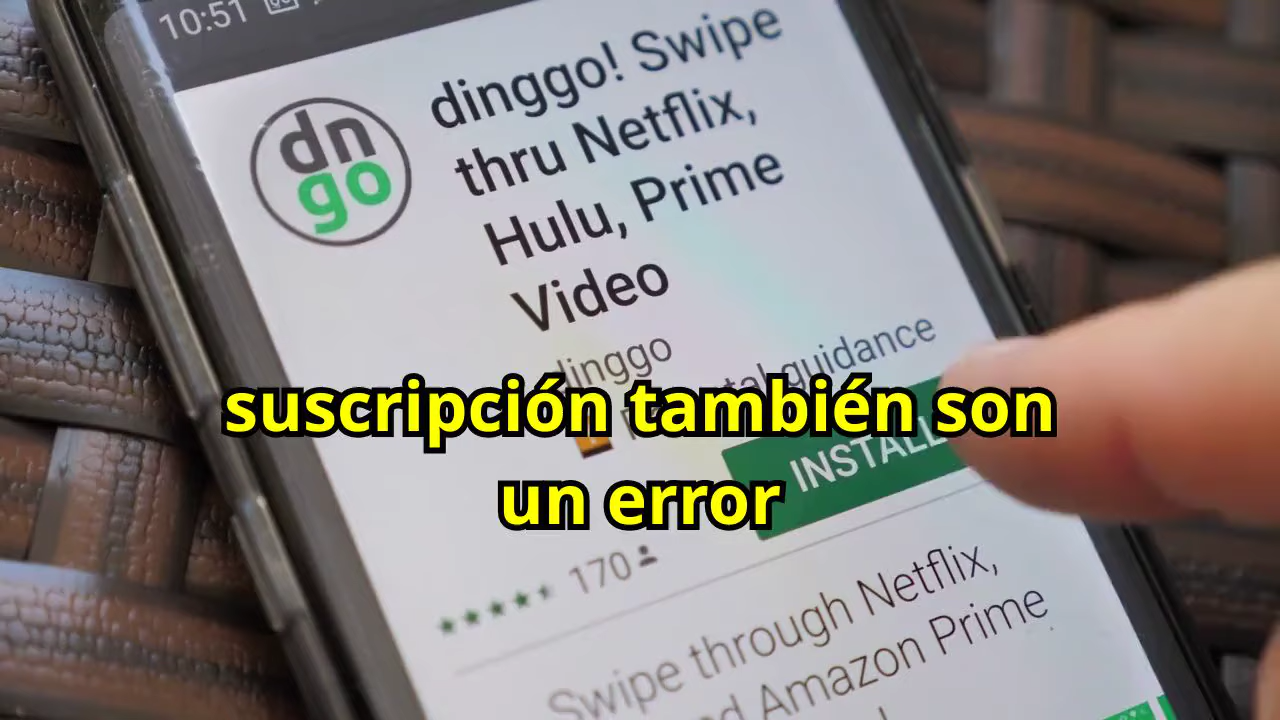 10:51
dn
go
dinggo! Swipe
thru Netflix,
Hulu, Prime
Video
dinggo
guidance
suscripción también son
INSTALL
un error
170
Swipe through Netflix,
Amazon Prime